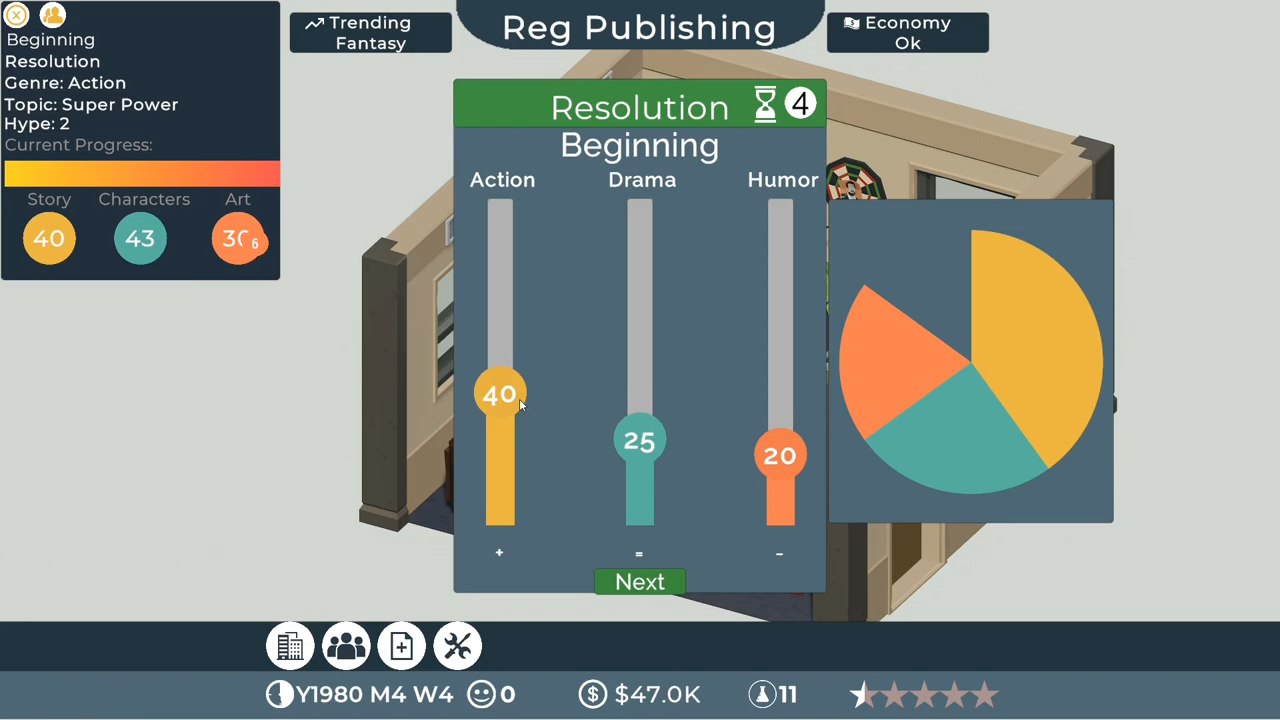 Beginning
Resolution
Genre: Action
Topic: Super Power
Hype: 2
Current Progress:
Story Characters Art
40 43 6
Trending
Fantasy
Reg Publishing
Economy
Ok
Resolution 4
Beginning
Action Drama Humor
40 25 20
+ = -
Next
Y1980 M4 W4 0 $ $47.0K 11